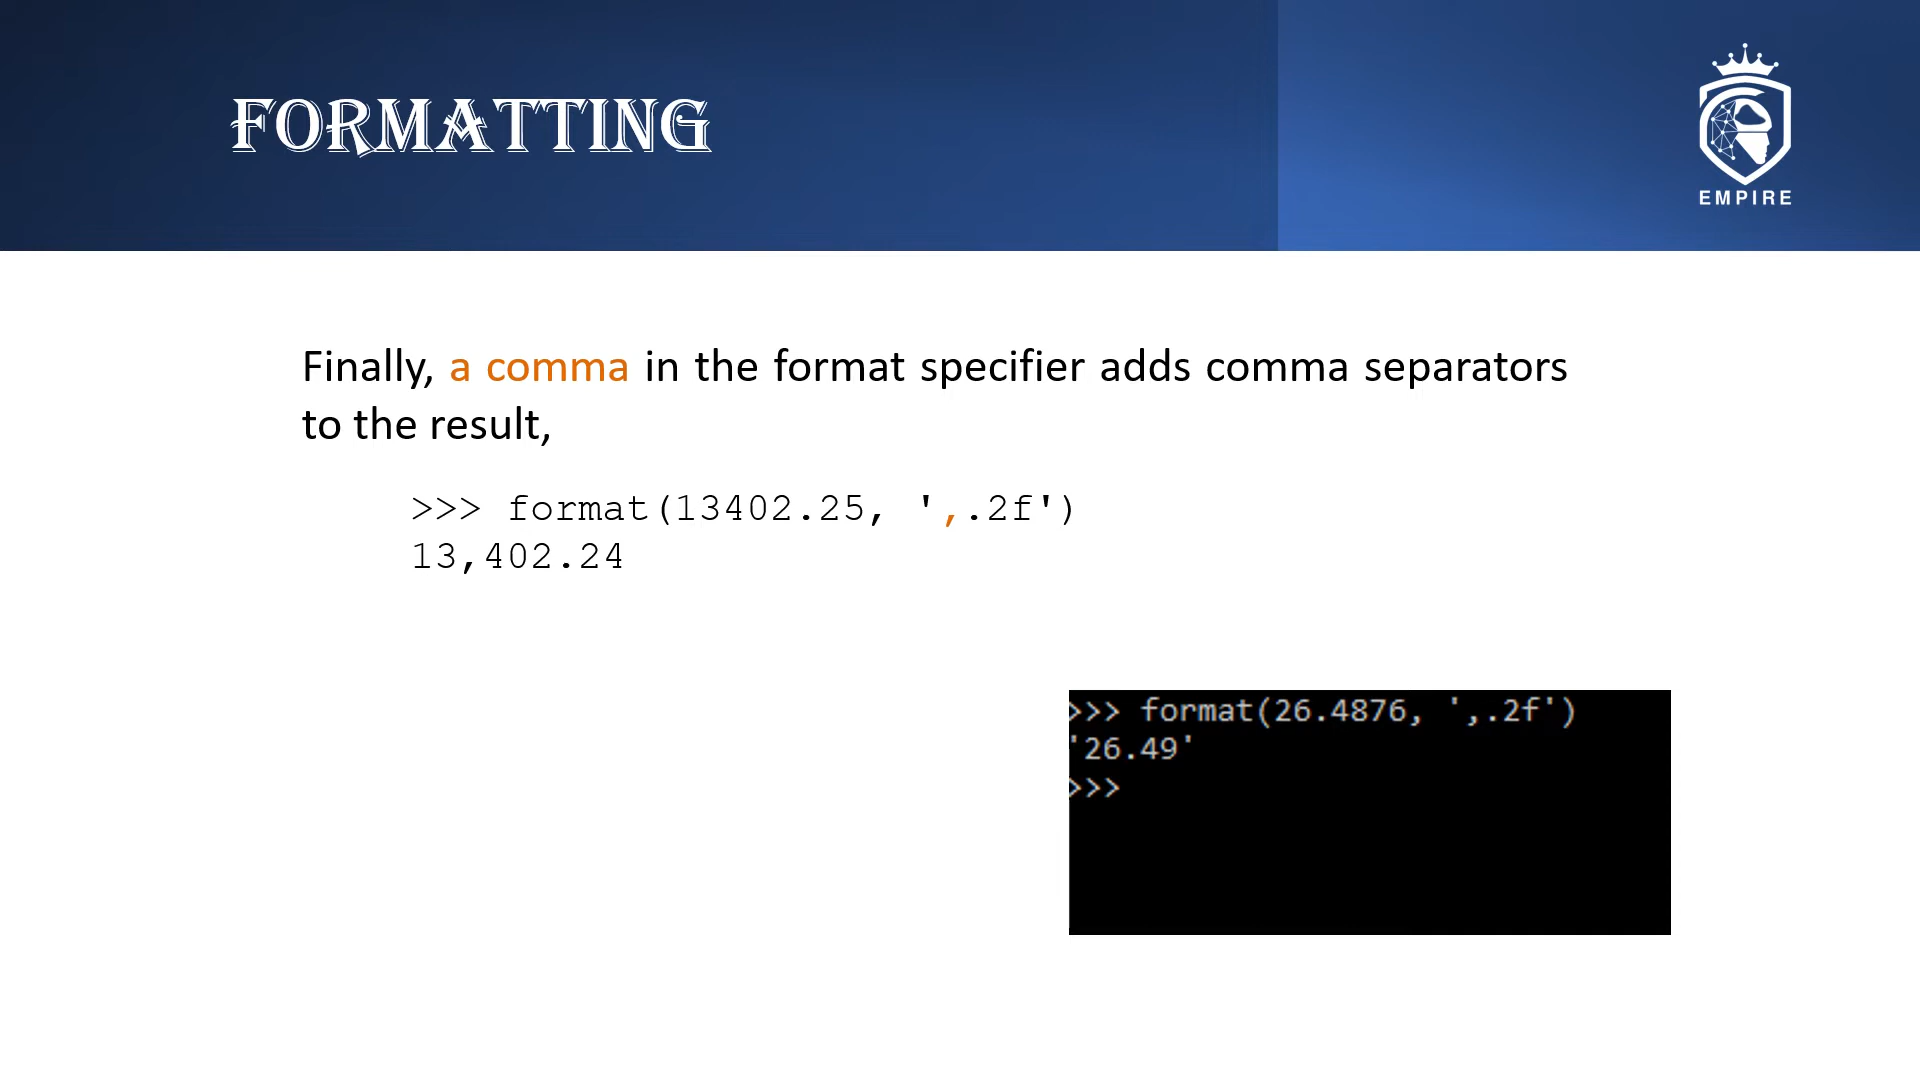 FORMATTING
EMPIRE
Finally, a comma in the format specifier adds comma separators
to the result,
>>> format(13402.25, ',.2f')
13,402.24
>>> format(26.4876, ',.2f')
'26.49'
>>>